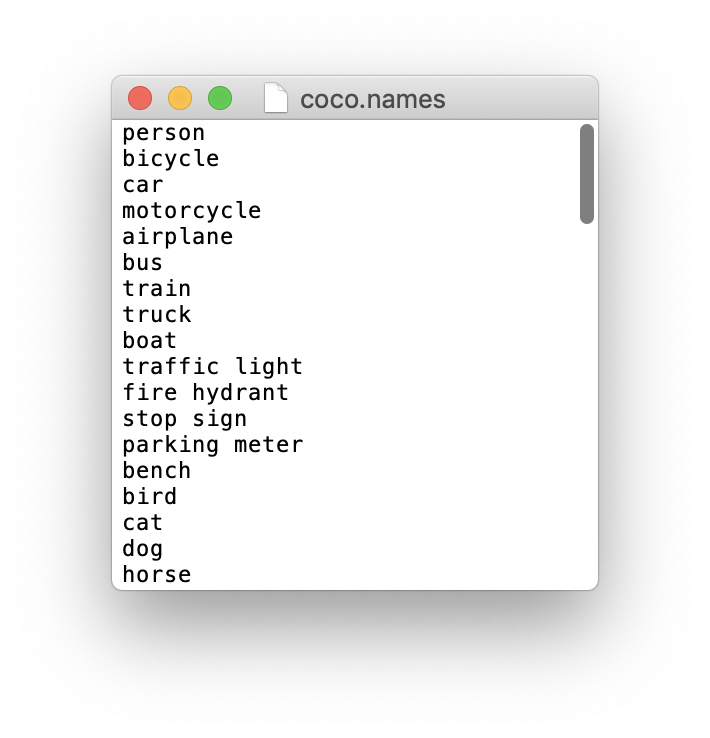 coco.names
person
bicycle
car
motorcycle
airplane
bus
train
truck
boat
traffic light
fire hydrant
stop sign
parking meter
bench
bird
cat
dog
horse